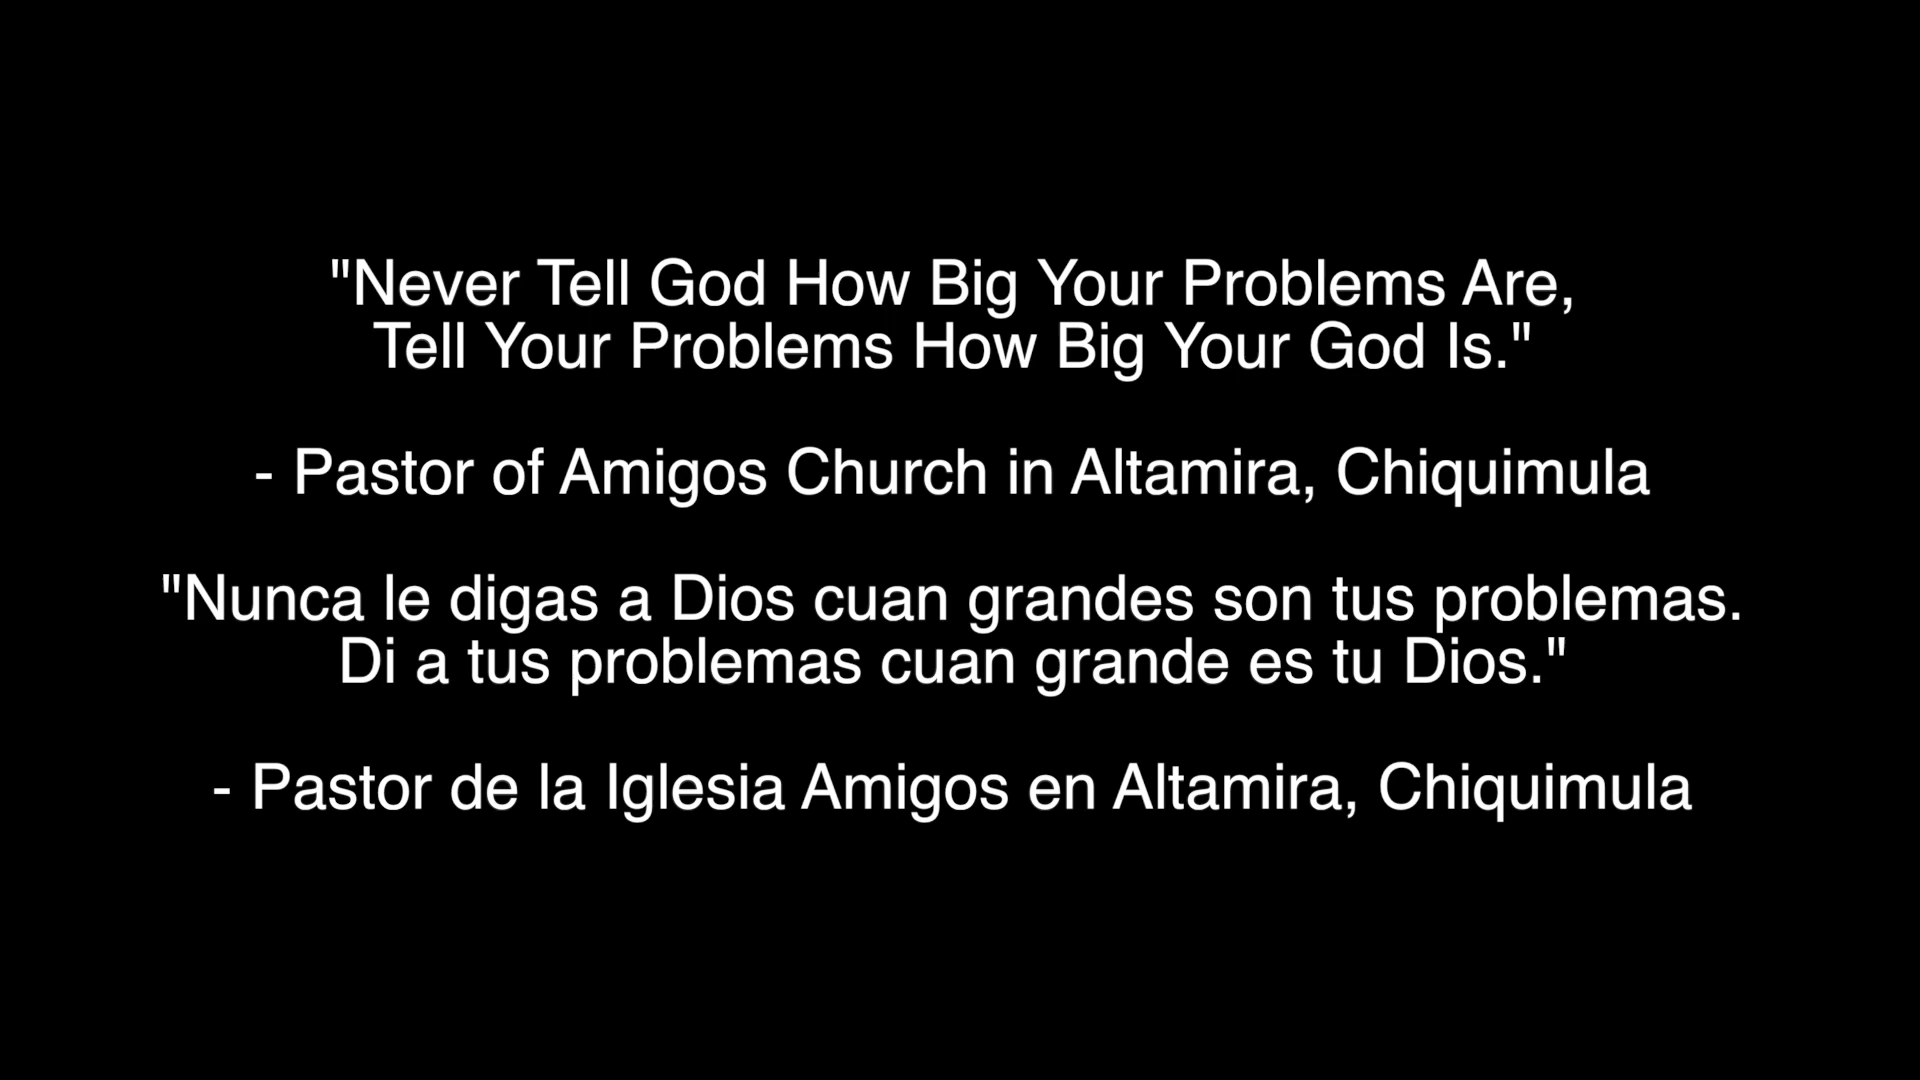 "Never Tell God How Big Your Problems Are,
Tell Your Problems How Big Your God Is."
- Pastor of Amigos Church in Altamira, Chiquimula
"Nunca le digas a Dios cuan grandes son tus problemas.
Di a tus problemas cuan grande es tu Dios."
- Pastor de la Iglesia Amigos en Altamira, Chiquimula